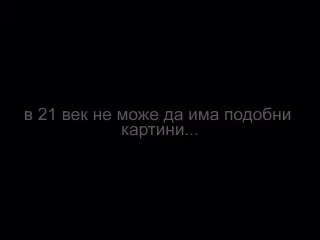 в 21 век не може да има подобни
картини...